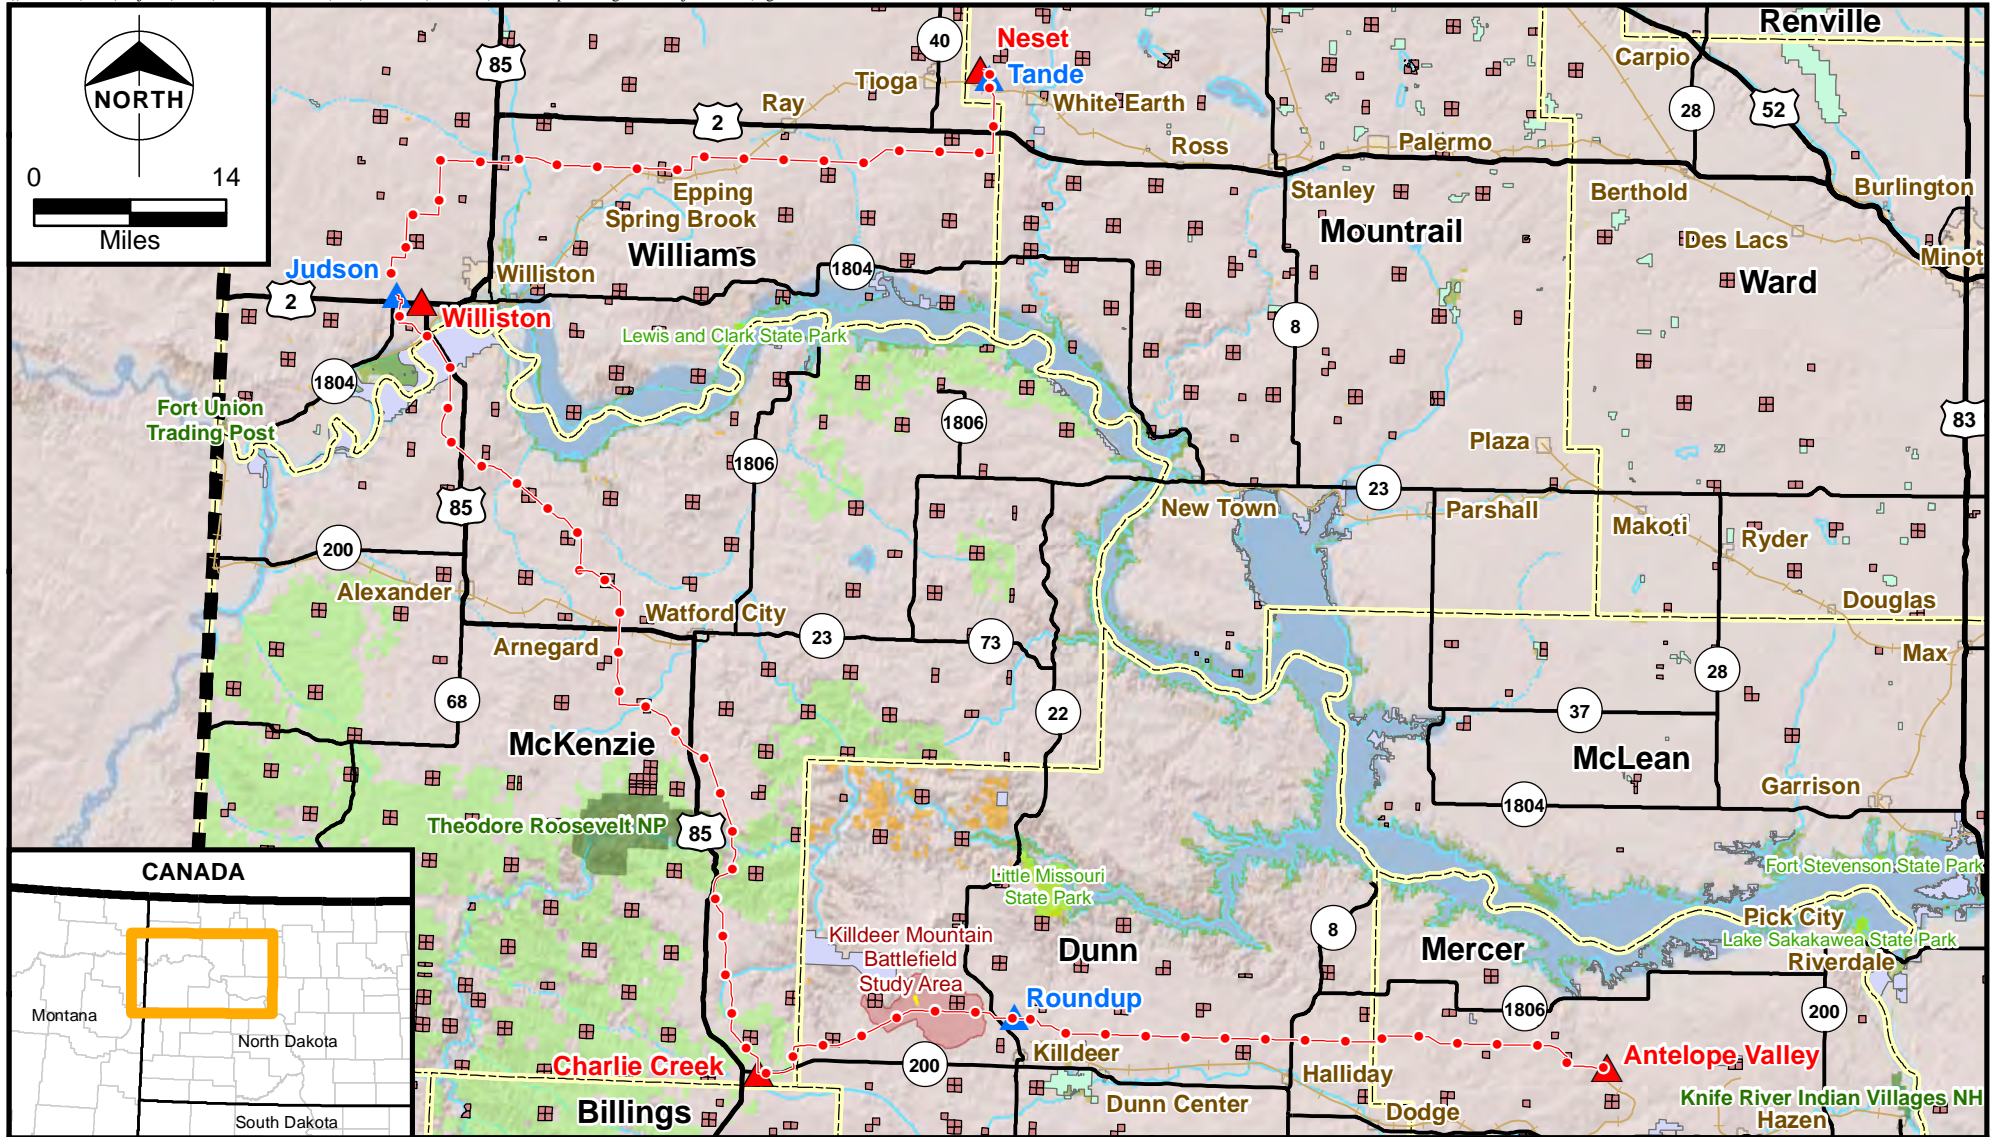 NORTH
0 14
Miles
85
40
Neset
Tande
Tioga
White Earth
Ray
2
Ross
Renville
Carpio
28
52
Palermo
Stanley
Berthold
Burlington
Epping
Spring Brook
Williams
Mountrail
Des Lacs
Minot
Ward
Judson
2
Williston
Williston
1804
Lewis and Clark State Park
8
1804
Fort Union
Trading Post
1806
1806
83
Plaza
85
23
New Town
Parshall
Makoti
Ryder
200
Alexander
Watford City
Arnegard
23
73
Douglas
Max
68
22
28
37
McKenzie
McLean
Garrison
1804
Theodore Roosevelt NP
85
Little Missouri
State Park
Fort Stevenson State Park
Killdeer Mountain
Battlefield
Study Area
Dunn
8
Mercer
Pick City
Lake Sakakawea State Park
Riverdale
Roundup
1806
200
Charlie Creek
200
Killdeer
Halliday
Antelope Valley
Billings
Dunn Center
Dodge
Knife River Indian Villages NH
Hazen
CANADA
Montana
North Dakota
South Dakota